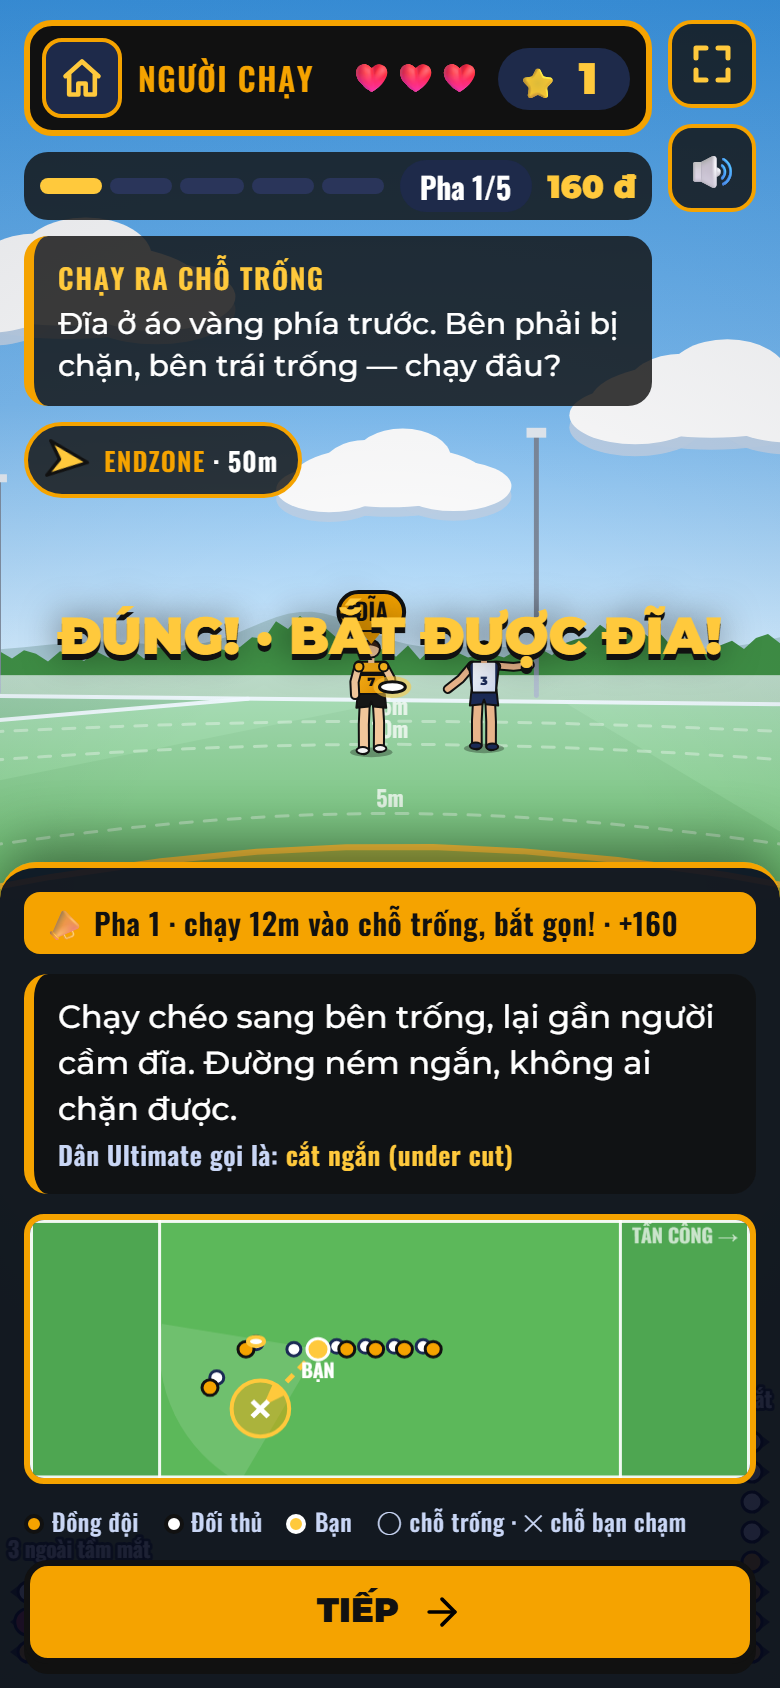 NGƯỜI CHẠY
1
Pha 1/5
160 đ
CHẠY RA CHỖ TRỐNG
Đĩa ở áo vàng phía trước. Bên phải bị
chặn, bên trái trống — chạy đâu?
ENDZONE · 50m
ĐĨA
ĐÚNG! • BẮT ĐƯỢC ĐĨA!
7
3
5m
Pha 1 · chạy 12m vào chỗ trống, bắt gọn! · +160
Chạy chéo sang bên trống, lại gần người
cầm đĩa. Đường ném ngắn, không ai
chặn được.
Dân Ultimate gọi là: cắt ngắn (under cut)
TẤN CÔNG →
BẠN
Đồng đội
Đối thủ
Bạn
chỗ trống · × chỗ bạn chạm
3 ngoài tầm mắt
TIẾP →